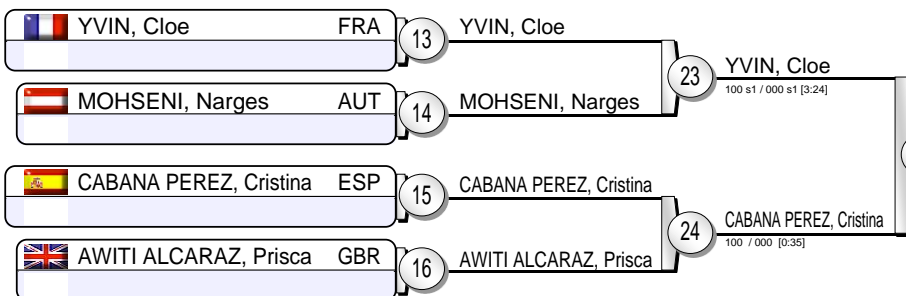 YVIN, Cloe FRA 13 YVIN, Cloe
23 YVIN, Cloe
100 s1 / 000 s1 [3:24]
MOHSENI, Narges AUT 14 MOHSENI, Narges
CABANA PEREZ, Cristina ESP 15 CABANA PEREZ, Cristina
24 CABANA PEREZ, Cristina
100 / 000 [0:35]
AWITI ALCARAZ, Prisca GBR 16 AWITI ALCARAZ, Prisca